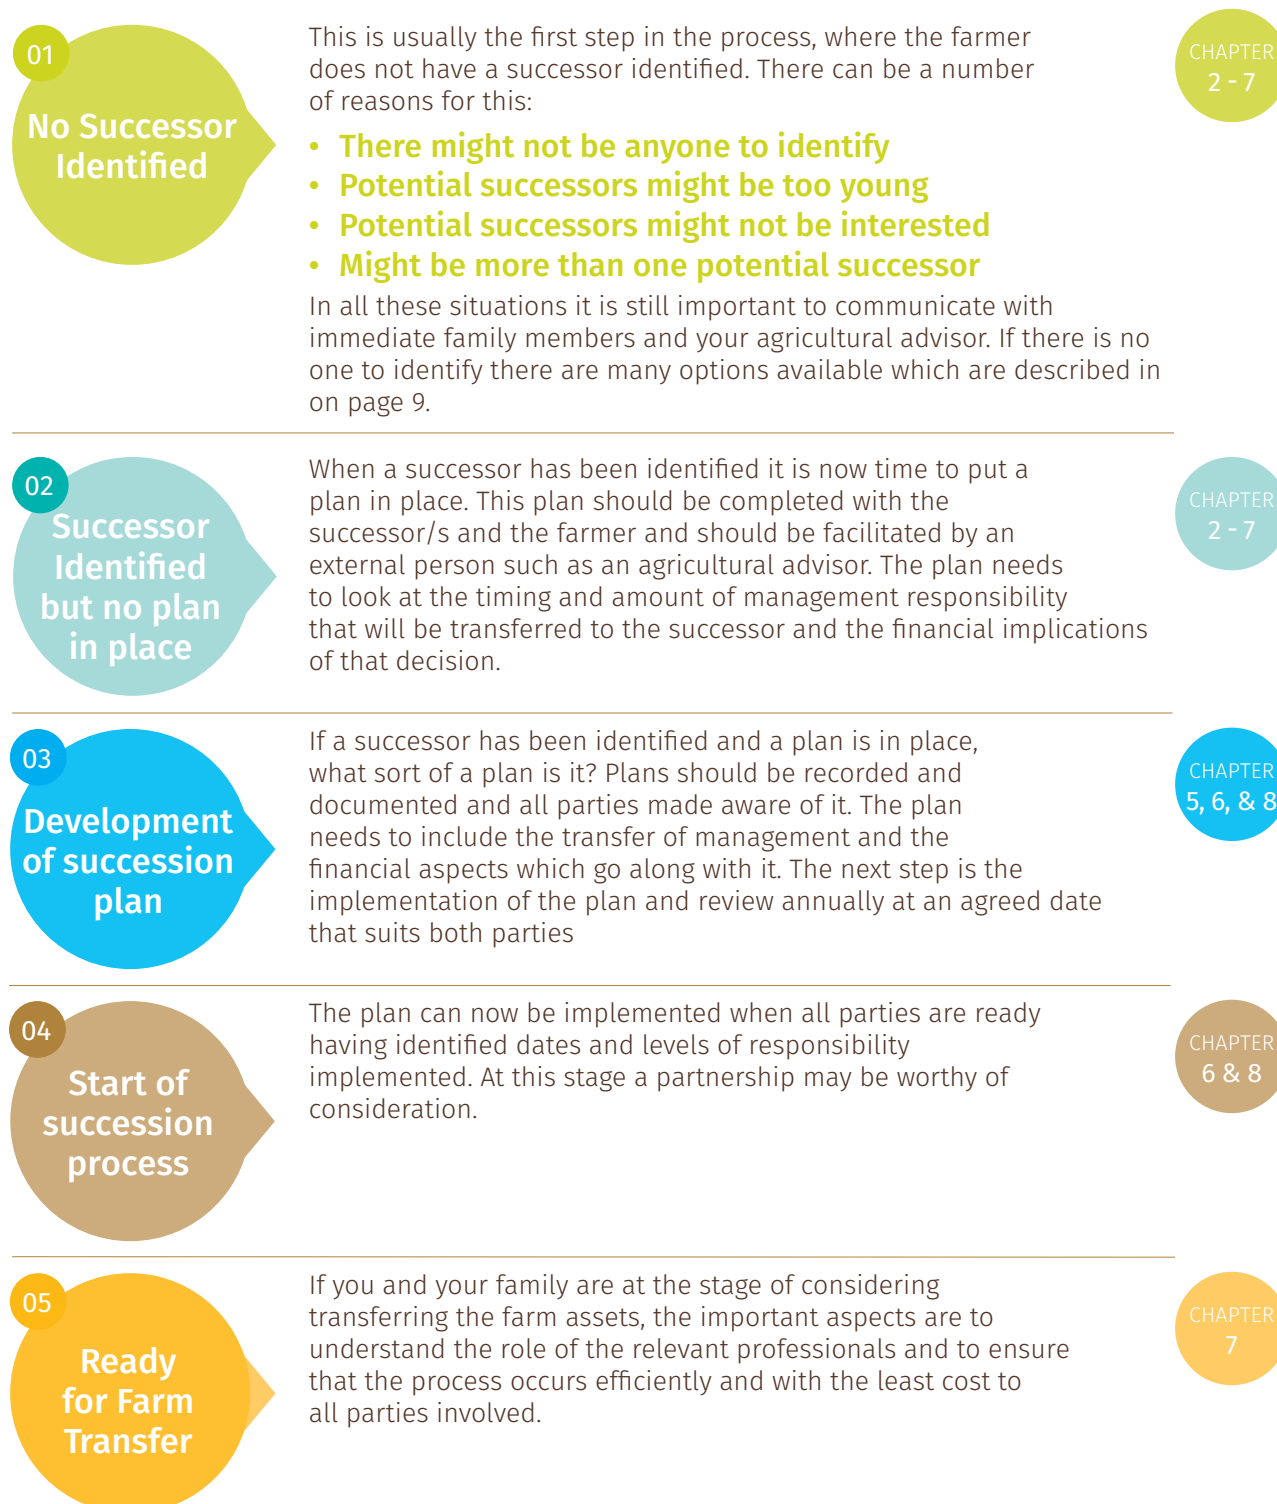 01
No Successor
Identified
This is usually the first step in the process, where the farmer
does not have a successor identified. There can be a number
of reasons for this:
• There might not be anyone to identify
• Potential successors might be too young
• Potential successors might not be interested
• Might be more than one potential successor
In all these situations it is still important to communicate with
immediate family members and your agricultural advisor. If there is no
one to identify there are many options available which are described in
on page 9.
CHAPTER
2 - 7
02
Successor
Identified
but no plan
in place
When a successor has been identified it is now time to put a
plan in place. This plan should be completed with the
successor/s and the farmer and should be facilitated by an
external person such as an agricultural advisor. The plan needs
to look at the timing and amount of management responsibility
that will be transferred to the successor and the financial implications
of that decision.
CHAPTER
2 - 7
03
Development
of succession
plan
If a successor has been identified and a plan is in place,
what sort of a plan is it? Plans should be recorded and
documented and all parties made aware of it. The plan
needs to include the transfer of management and the
financial aspects which go along with it. The next step is the
implementation of the plan and review annually at an agreed date
that suits both parties
CHAPTER
5, 6, & 8
04
Start of
succession
process
The plan can now be implemented when all parties are ready
having identified dates and levels of responsibility
implemented. At this stage a partnership may be worthy of
consideration.
CHAPTER
6 & 8
05
Ready
for Farm
Transfer
If you and your family are at the stage of considering
transferring the farm assets, the important aspects are to
understand the role of the relevant professionals and to ensure
that the process occurs efficiently and with the least cost to
all parties involved.
CHAPTER
7